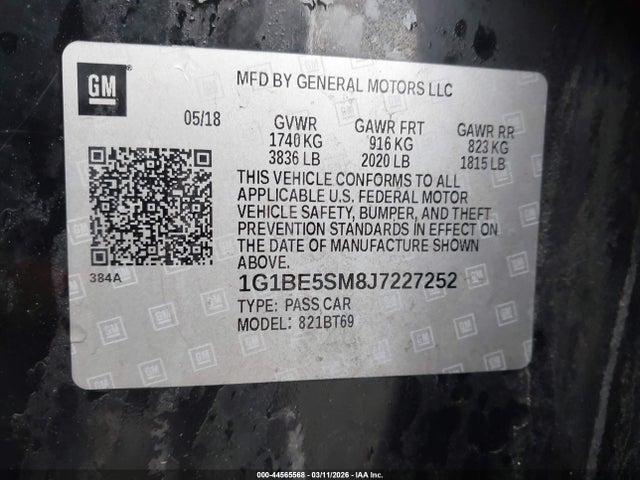 GM
MFD BY GENERAL MOTORS LLC
05/18
GVWR GAWR FRT GAWR RR
1740 KG 916 KG 823 KG
3836 LB 2020 LB 1815 LB
THIS VEHICLE CONFORMS TO ALL
APPLICABLE U.S. FEDERAL MOTOR
VEHICLE SAFETY, BUMPER, AND THEFT
PREVENTION STANDARDS IN EFFECT ON
THE DATE OF MANUFACTURE SHOWN
ABOVE.
384A
1G1BE5SM8J7227252
TYPE: PASS CAR
MODEL: 821BT69
000-44565568 - 03/11/2026 - IAA Inc.